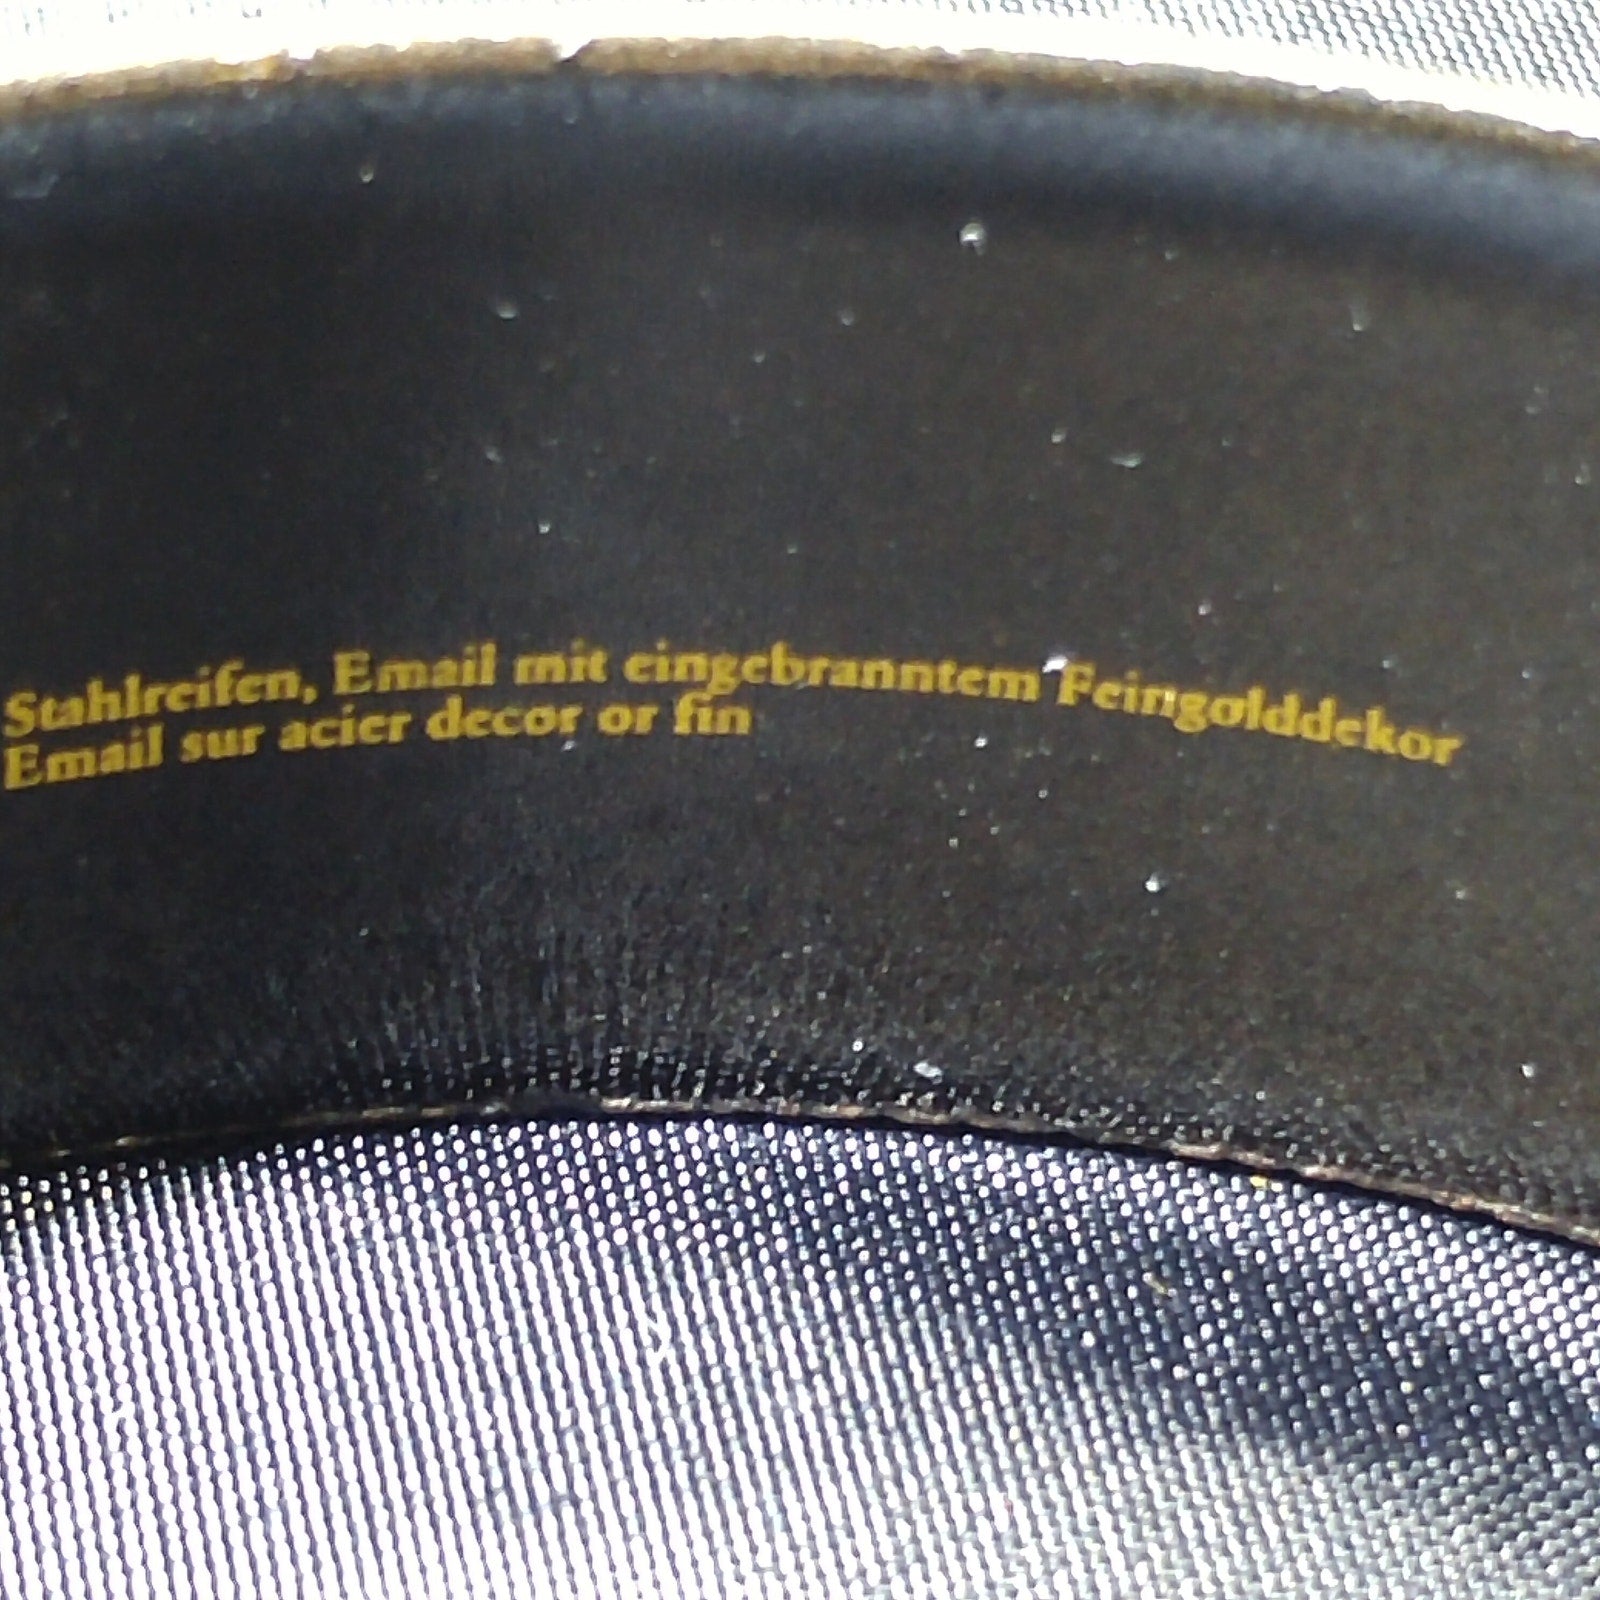 Stahlreifen, Email mit eingebranntem Feingolddekor
Email sur acier decor or fin